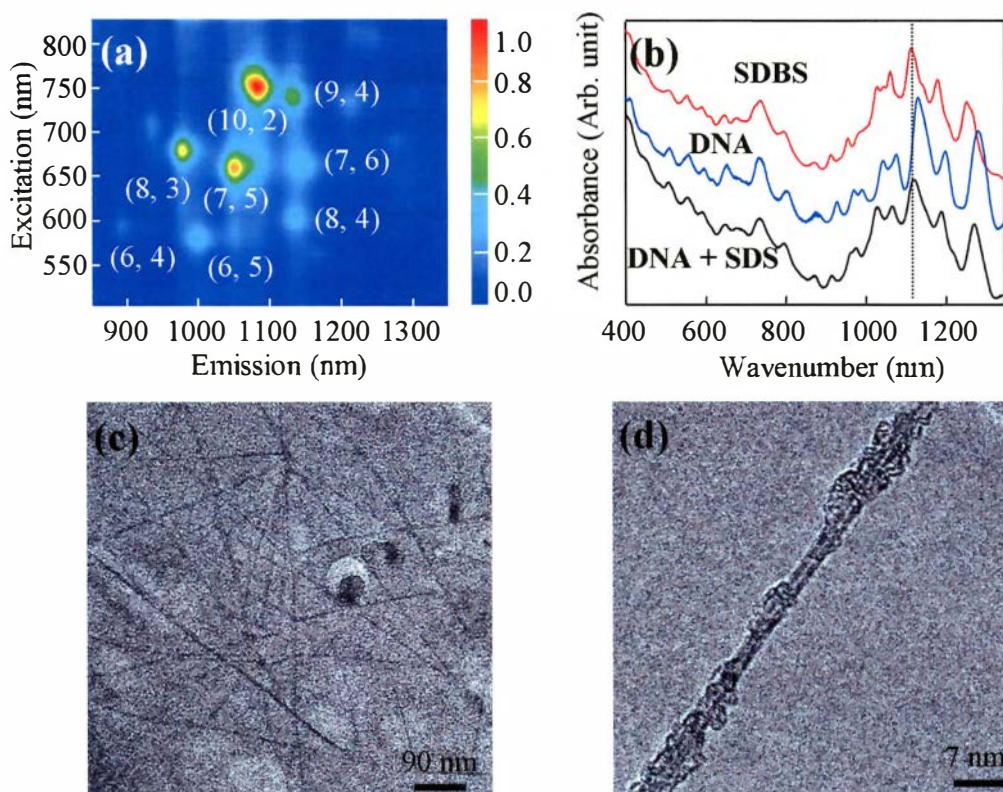 (a)
Excitation (nm)
800
750
700
650
600
550
(9, 4)
(10, 2)
(7, 6)
(8, 3)
(7, 5)
(8, 4)
(6, 4)
(6, 5)
900 1000 1100 1200 1300
Emission (nm)
1.0
0.8
0.6
0.4
0.2
0.0
(b)
Absorbance (Arb. unit)
SDBS
DNA
DNA + SDS
400 600 800 1000 1200
Wavenumber (nm)
(c)
90 nm
(d)
7 nm